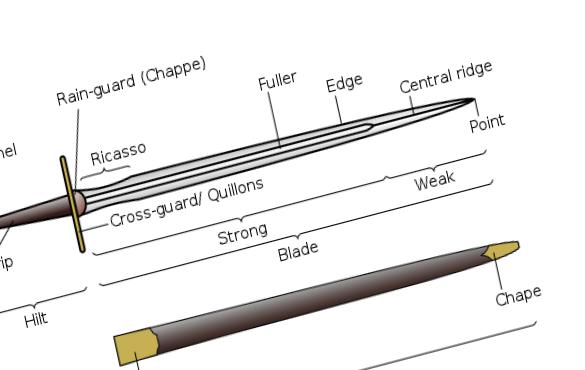 Rain-guard (Chappe)
Fuller
Edge
Central ridge
Point
nel
Ricasso
Cross-guard/ Quillons
Weak
Strong
Blade
ip
Hilt
Chape